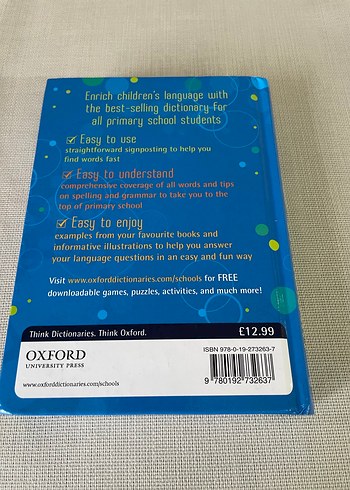 Enrich children's language with
the best-selling dictionary for
all primary school students
Easy to use
straightforward signposting to help you
find words fast
Easy to understand
comprehensive coverage of all words and tips
on spelling and grammar to take you to the
top of primary school
Easy to enjoy
examples from your favourite books and
informative illustrations to help you answer
your language questions in an easy and fun way
Visit www.oxforddictionaries.com/schools for FREE
downloadable games, puzzles, activities, and much more!
Think Dictionaries. Think Oxford.
£12.99
OXFORD
UNIVERSITY PRESS
www.oxforddictionaries.com/schools
ISBN 978-0-19-273263-7
9 780192 732637